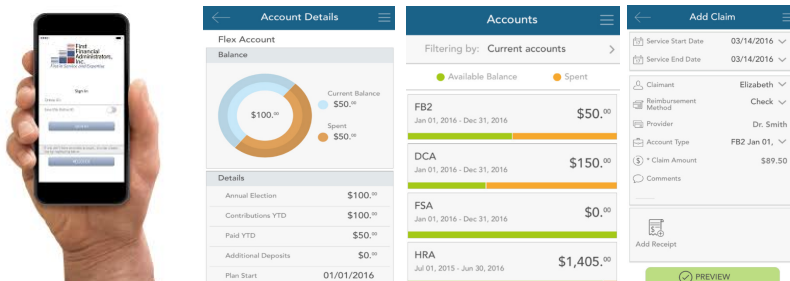 First
Financial
Administrators,
Inc.
First in Service and Expertise
Sign In
Account Details
Flex Account
Balance
$100.00
Current Balance
$50.00
Spent
$50.00
Details
Annual Election $100.00
Contributions YTD $100.00
Paid YTD $50.00
Additional Deposits $0.00
Plan Start 01/01/2016
Accounts
Filtering by: Current accounts
Available Balance Spent
FB2
Jan 01, 2016 - Dec 31, 2016
$50.00
DCA
Jan 01, 2016 - Dec 31, 2016
$150.00
FSA
Jan 01, 2016 - Dec 31, 2016
$0.00
HRA
Jul 01, 2015 - Jun 30, 2016
$1,405.00
Add Claim
Service Start Date 03/14/2016
Service End Date 03/14/2016
Claimant Elizabeth
Reimbursement
Method
Check
Provider Dr. Smith
Account Type FB2 Jan 01,
* Claim Amount $89.50
Comments
Add Receipt
PREVIEW